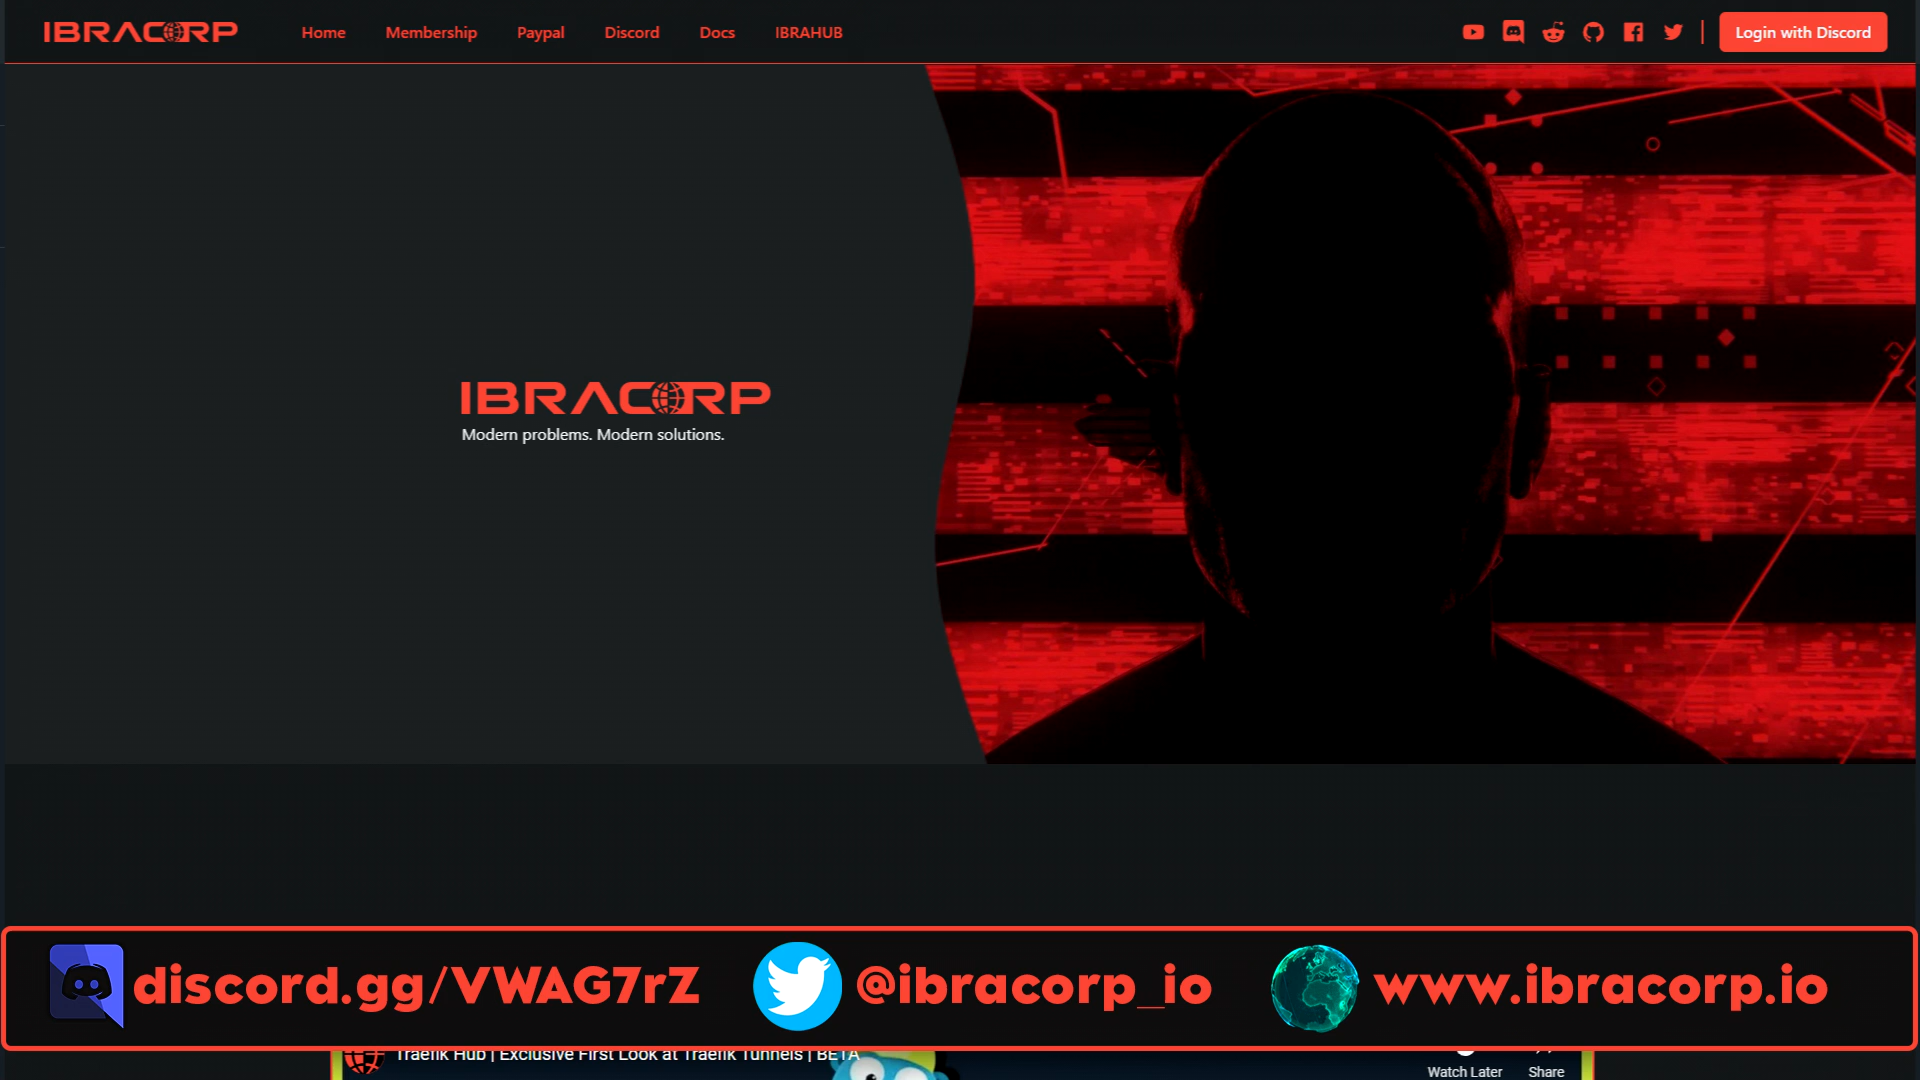 IBRACORP
Home
Membership
Paypal
Discord
Docs
IBRAHUB
Login with Discord
IBRACORP
Modern problems. Modern solutions.
discord.gg/VWAG7rZ
@ibracorp_io
www.ibracorp.io
Traefik Hub | Exclusive First Look at Traefik Tunnels | BETA
Watch Later
Share